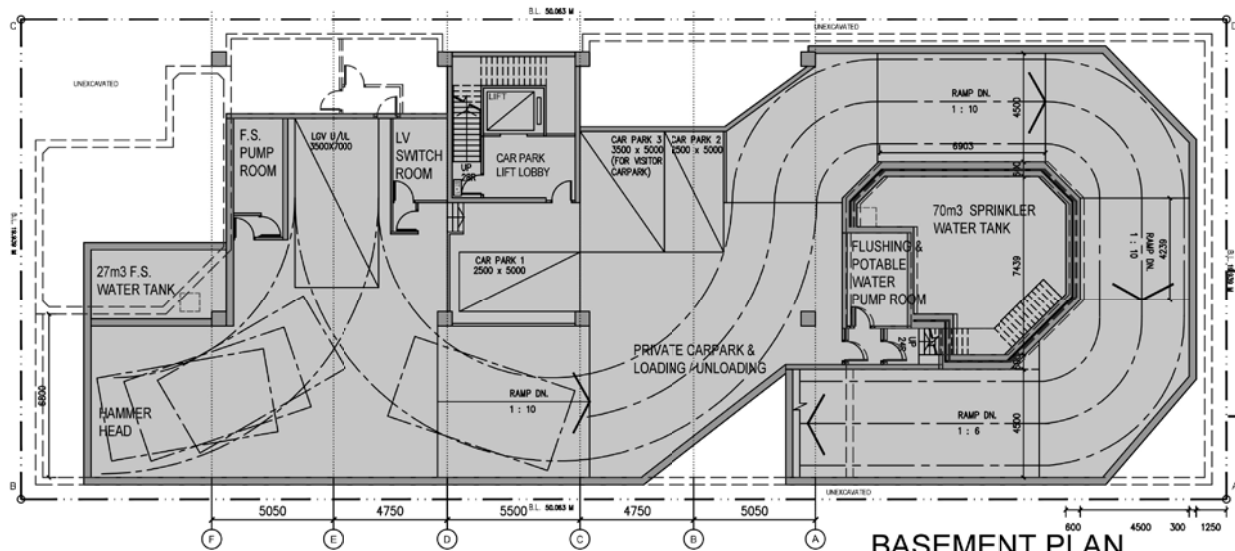 B.L. 50.063 M
C
D
UNEXCAVATED
UNEXCAVATED
RAMP DN.
1 : 10
4500
6903
LIFT
F.S.
PUMP
ROOM
LGV U/UL
3500X7000
LV
SWITCH
ROOM
UP
28R
CAR PARK
LIFT LOBBY
CAR PARK 3
3500 x 5000
(FOR VISITOR
CARPARK)
CAR PARK 2
2500 x 5000
500
70m3 SPRINKLER
WATER TANK
RAMP DN.
1 : 10
4239
7439
FLUSHING &
POTABLE
WATER
PUMP ROOM
27m3 F.S.
WATER TANK
CAR PARK 1
2500 x 5000
UP
24R
PRIVATE CARPARK &
LOADING / UNLOADING
6800
HAMMER
HEAD
RAMP DN.
1 : 10
RAMP DN.
1 : 6
4500
B
A
UNEXCAVATED
B.L. 50.063 M
5050
4750
5500
4750
5050
600
4500
300
1250
F
E
D
C
B
A
BASEMENT PLAN